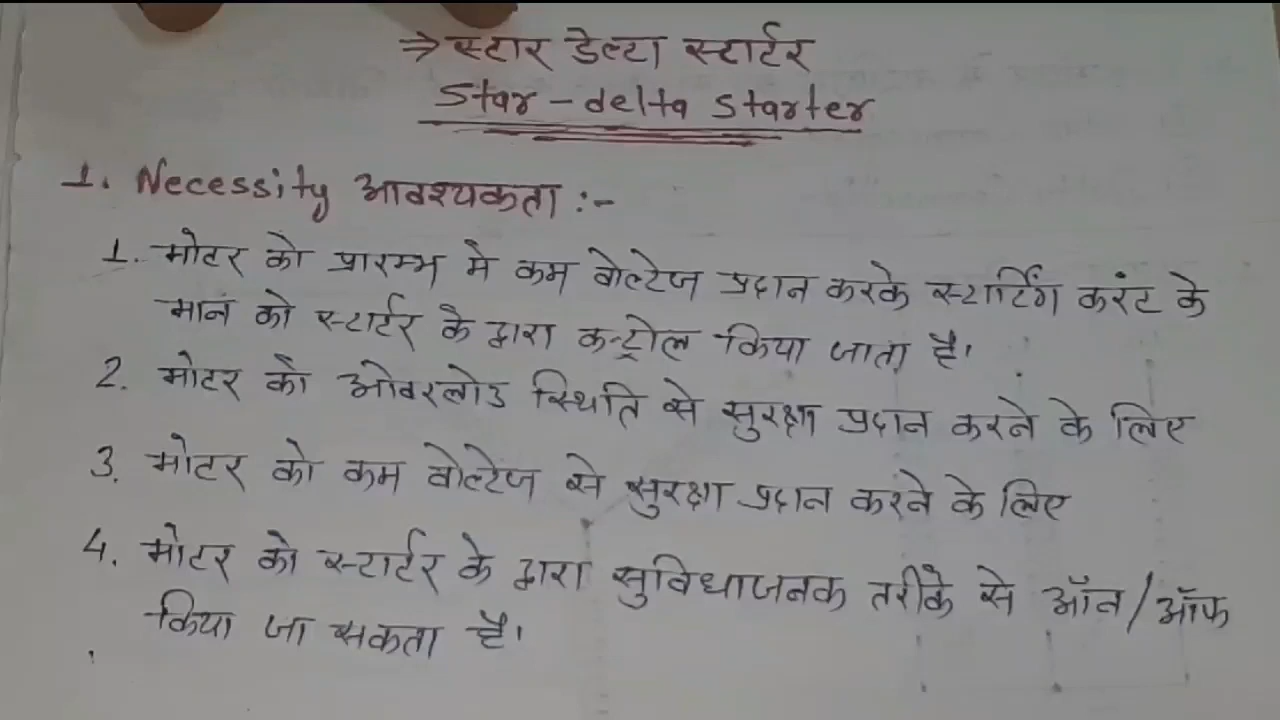 ⇒ स्टार डेल्टा स्टार्टर
Star-delta starter
1. Necessity आवश्यकता :-
1. मोटर को प्रारम्भ मे कम वोल्टेज प्रदान करके स्टार्टिंग करंट के
मान को स्टार्टर के द्वारा कन्ट्रोल किया जाता है।
2. मोटर को ओवरलोड स्थिति से सुरक्षा प्रदान करने के लिए
3. मोटर को कम वोल्टेज से सुरक्षा प्रदान करने के लिए
4. मोटर को स्टार्टर के द्वारा सुविधाजनक तरीके से ऑन/ऑफ
किया जा सकता है।